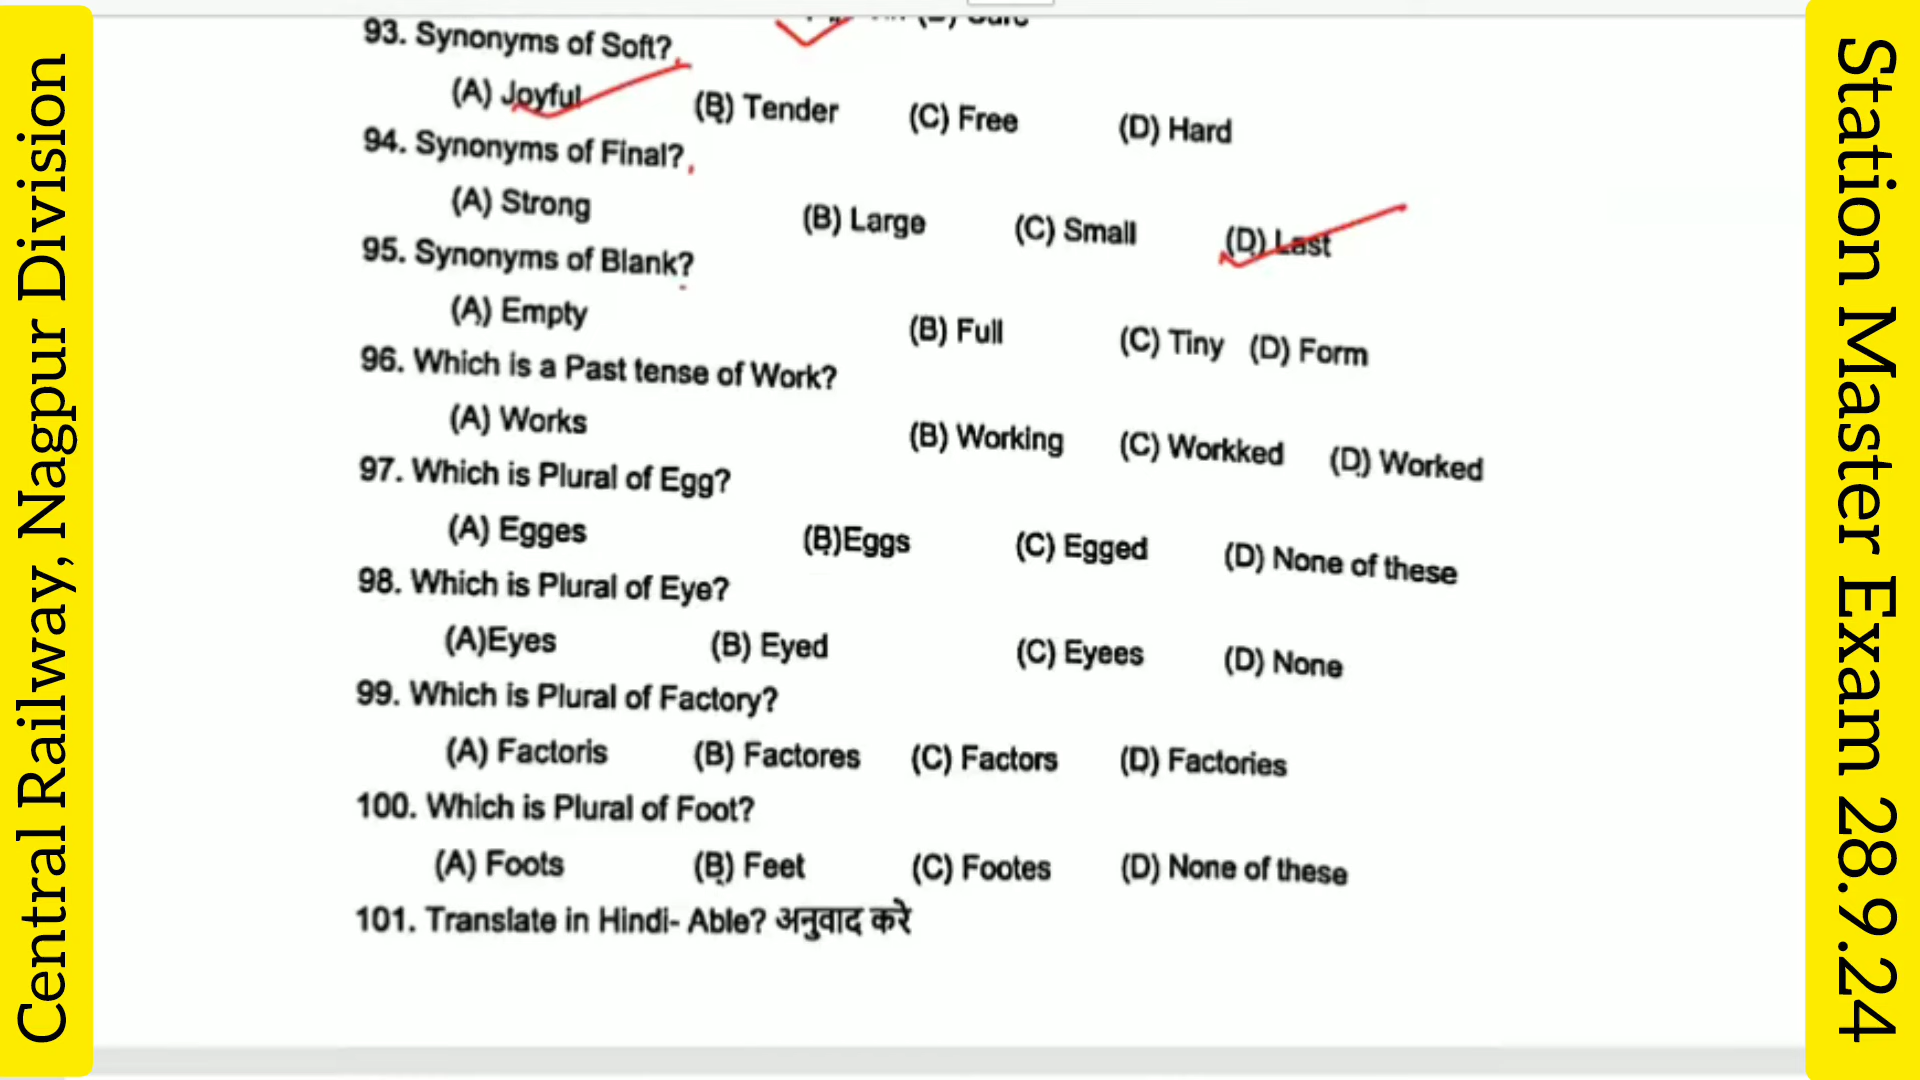 Central Railway, Nagpur Division
93. Synonyms of Soft?
(A) Joyful (B) Tender (C) Free (D) Hard
94. Synonyms of Final?
(A) Strong (B) Large (C) Small (D) Last
95. Synonyms of Blank?
(A) Empty (B) Full (C) Tiny (D) Form
96. Which is a Past tense of Work?
(A) Works (B) Working (C) Workked (D) Worked
97. Which is Plural of Egg?
(A) Egges (B)Eggs (C) Egged (D) None of these
98. Which is Plural of Eye?
(A)Eyes (B) Eyed (C) Eyees (D) None
99. Which is Plural of Factory?
(A) Factoris (B) Factores (C) Factors (D) Factories
100. Which is Plural of Foot?
(A) Foots (B) Feet (C) Footes (D) None of these
101. Translate in Hindi- Able? अनुवाद करे
Station Master Exam 28.9.24